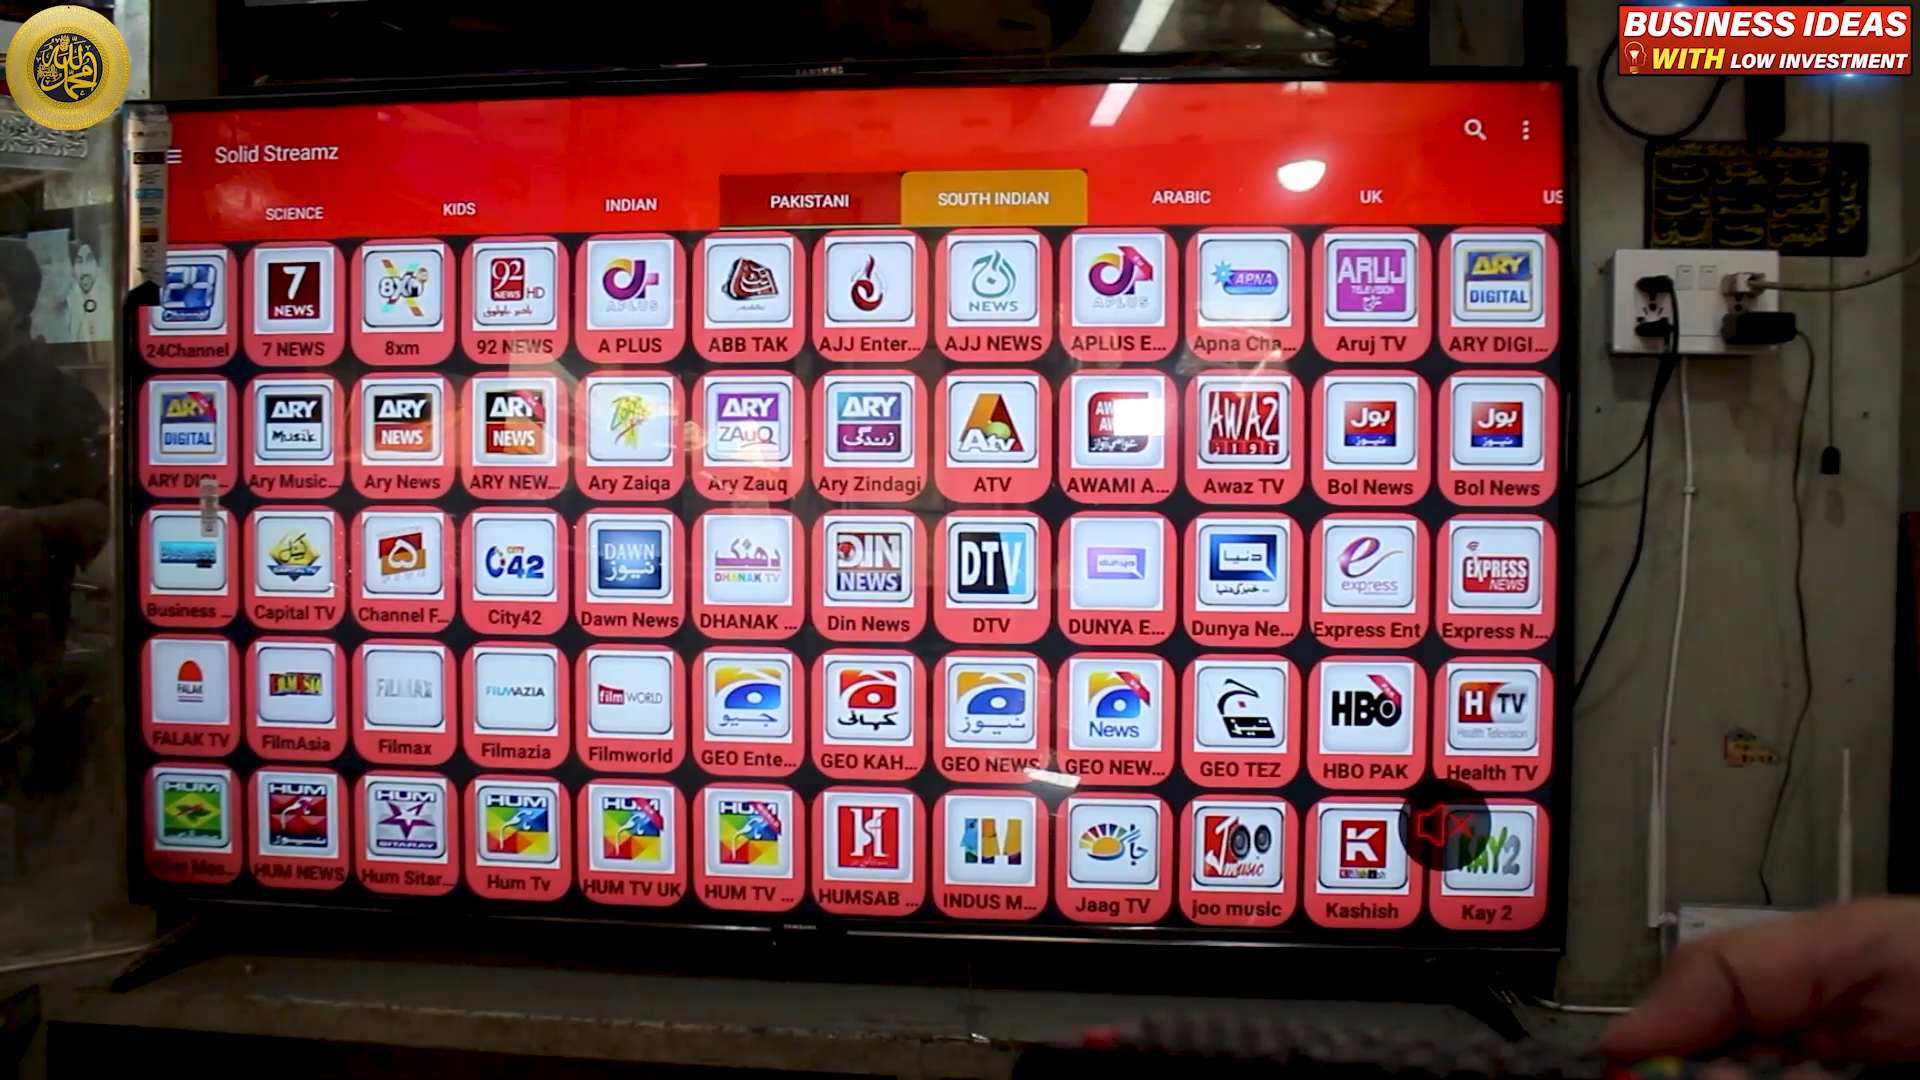 BUSINESS IDEAS
WITH LOW INVESTMENT
SAMSUNG
Solid Streamz
SCIENCE
KIDS
INDIAN
PAKISTANI
SOUTH INDIAN
ARABIC
UK
US
24Channel
7 NEWS
8xm
92 NEWS
A PLUS
ABB TAK
AJJ Enter...
AJJ NEWS
APLUS E...
Apna Cha...
Aruj TV
ARY DIGI...
ARY DIGI...
Ary Music...
Ary News
ARY NEW...
Ary Zaiqa
Ary Zauq
Ary Zindagi
ATV
AWAMI A...
Awaz TV
Bol News
Bol News
Business ...
Capital TV
Channel F...
City42
Dawn News
DHANAK ...
Din News
DTV
DUNYA E...
Dunya Ne...
Express Ent
Express N...
FALAK TV
FilmAsia
Filmax
Filmazia
Filmworld
GEO Ente...
GEO KAH...
GEO NEWS
GEO NEW...
GEO TEZ
HBO PAK
Health TV
HUM NEWS
Hum Sitar...
Hum Tv
HUM TV UK
HUM TV ...
HUMSAB ...
INDUS M...
Jaag TV
joo music
Kashish
Kay 2